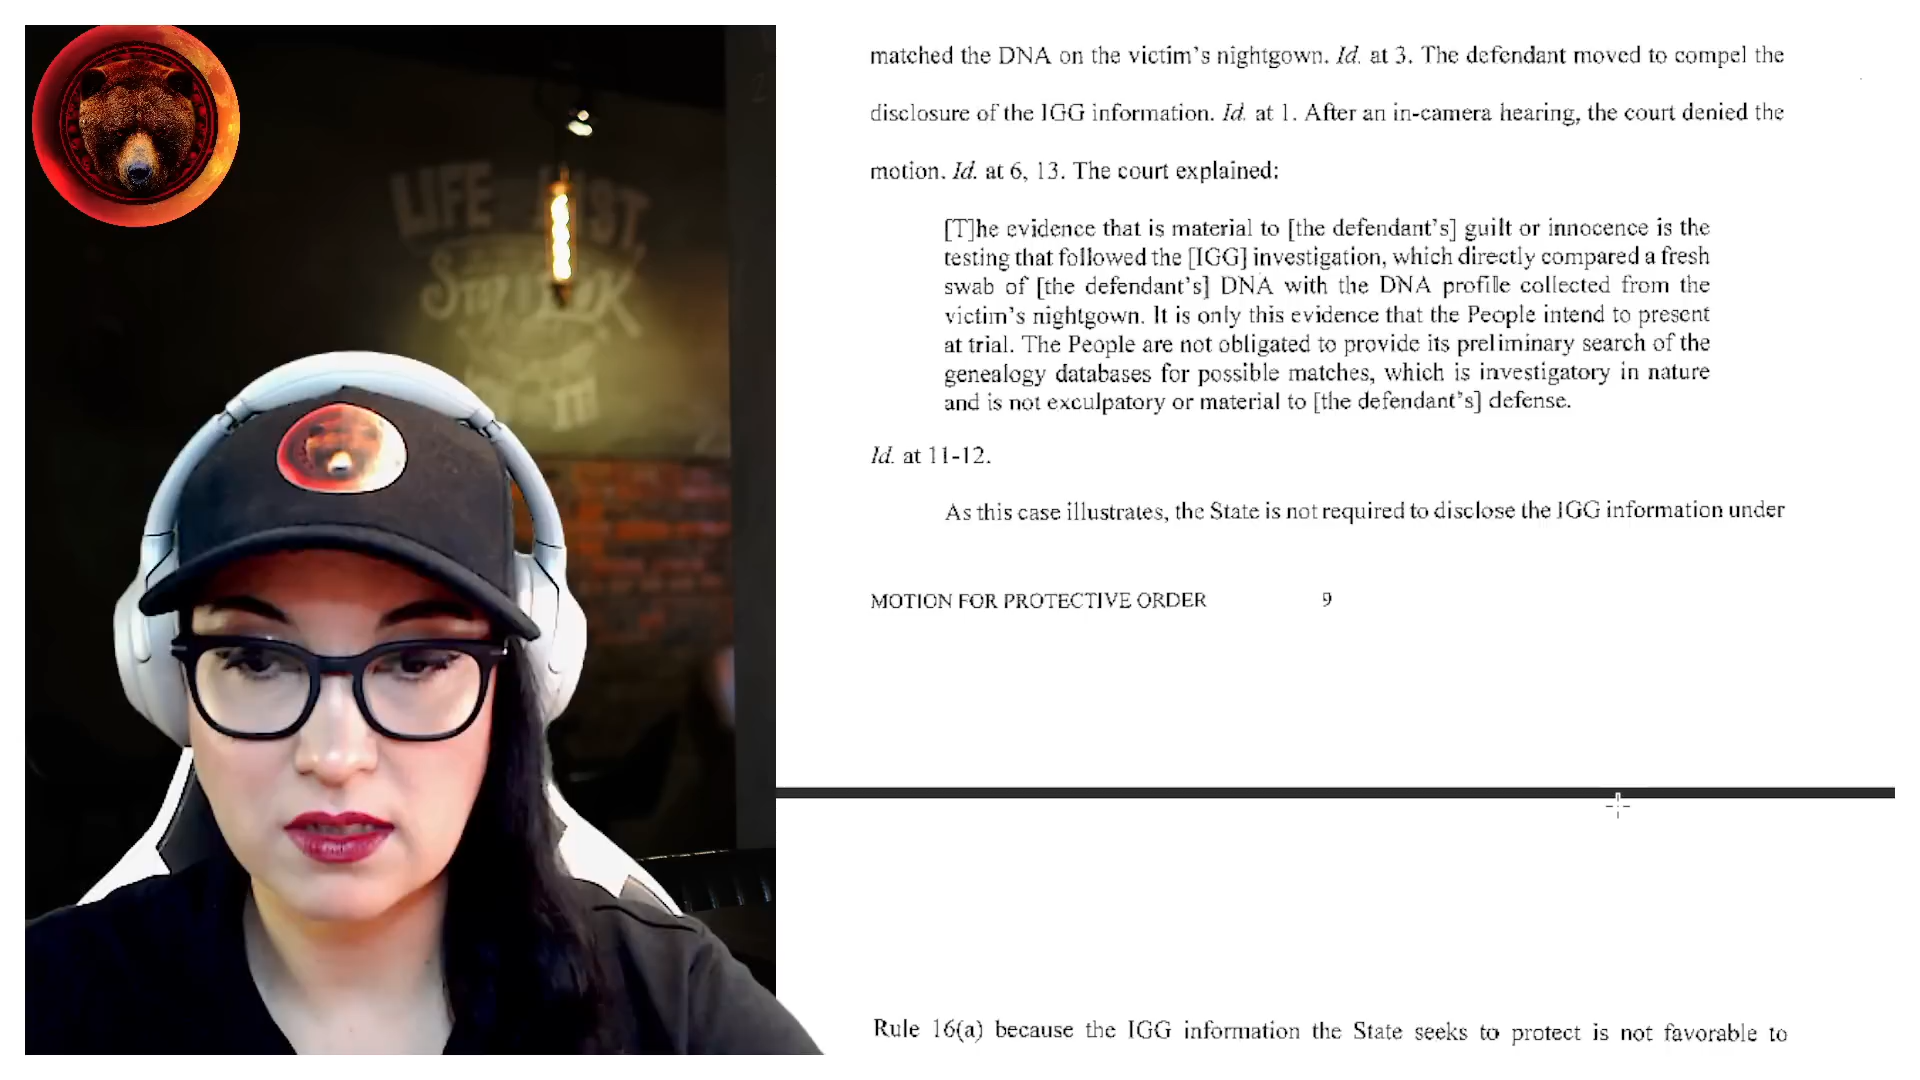 LIFE
matched the DNA on the victim's nightgown. Id. at 3. The defendant moved to compel the
disclosure of the IGG information. Id. at 1. After an in-camera hearing, the court denied the
motion. Id. at 6, 13. The court explained:
[T]he evidence that is material to [the defendant's] guilt or innocence is the
testing that followed the [IGG] investigation, which directly compared a fresh
swab of [the defendant's] DNA with the DNA profile collected from the
victim's nightgown. It is only this evidence that the People intend to present
at trial. The People are not obligated to provide its preliminary search of the
genealogy databases for possible matches, which is investigatory in nature
and is not exculpatory or material to [the defendant's] defense.
Id. at 11-12.
As this case illustrates, the State is not required to disclose the IGG information under
MOTION FOR PROTECTIVE ORDER 9
Rule 16(a) because the IGG information the State seeks to protect is not favorable to